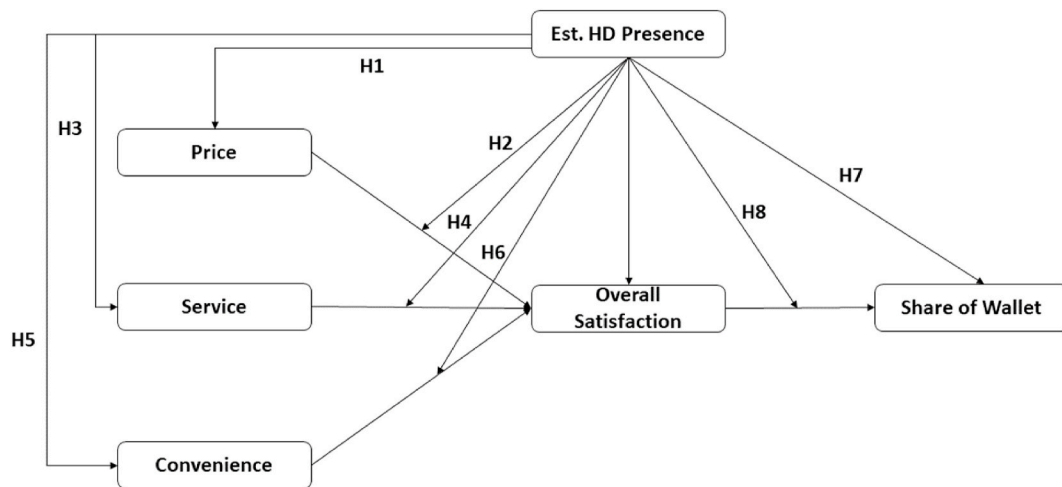 Est. HD Presence
H1
H3
H2
Price
H7
H4
H8
H6
Service
Overall
Satisfaction
Share of Wallet
H5
Convenience